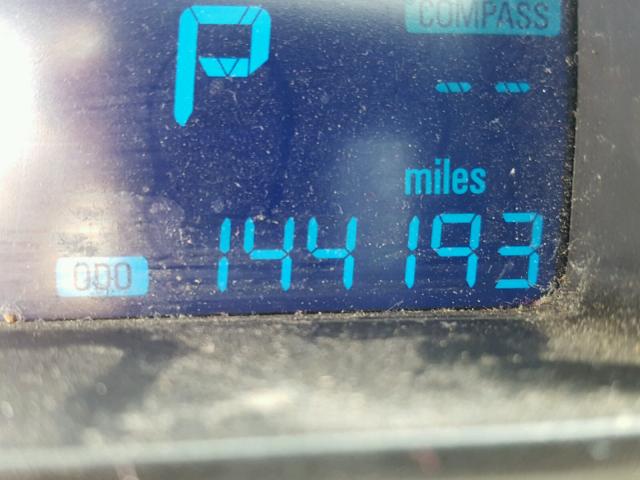 P COMPASS
--
miles
ODO 144193